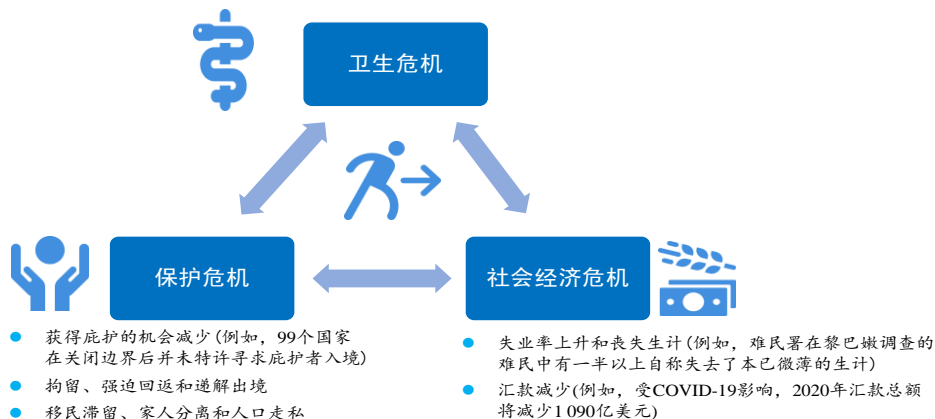 卫生危机
保护危机
社会经济危机
● 获得庇护的机会减少(例如，99个国家
在关闭边界后并未特许寻求庇护者入境)
● 拘留、强迫回返和递解出境
● 移民滞留、家人分离和人口走私
● 失业率上升和丧失生计(例如，难民署在黎巴嫩调查的
难民中有一半以上自称失去了本已微薄的生计)
● 汇款减少(例如，受COVID-19影响，2020年汇款总额
将减少1 090亿美元)